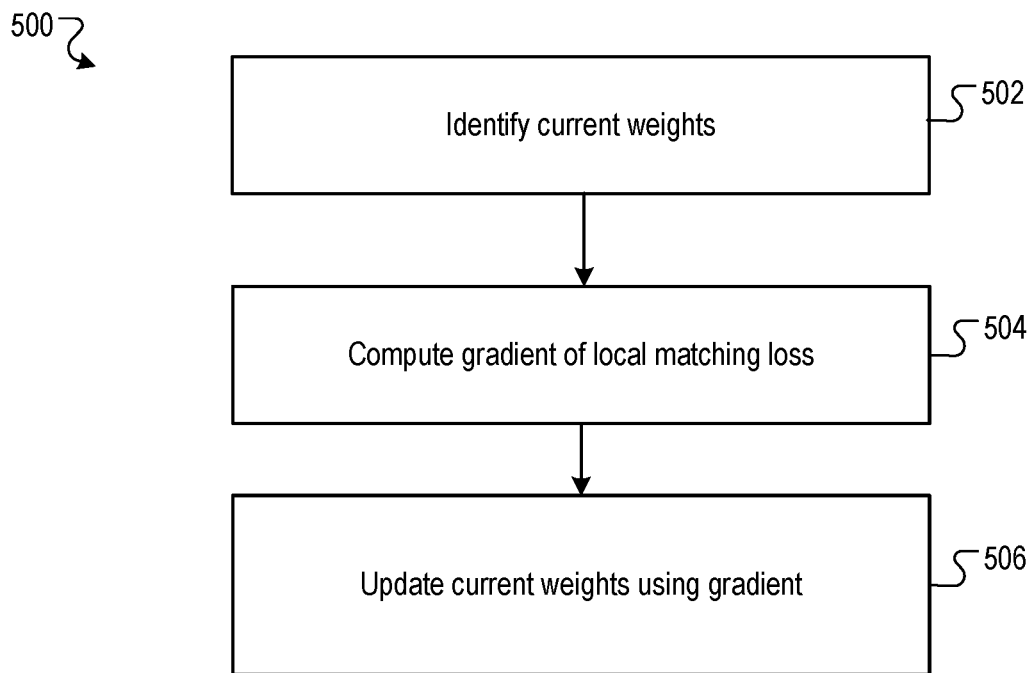 500
502
Identify current weights
504
Compute gradient of local matching loss
506
Update current weights using gradient